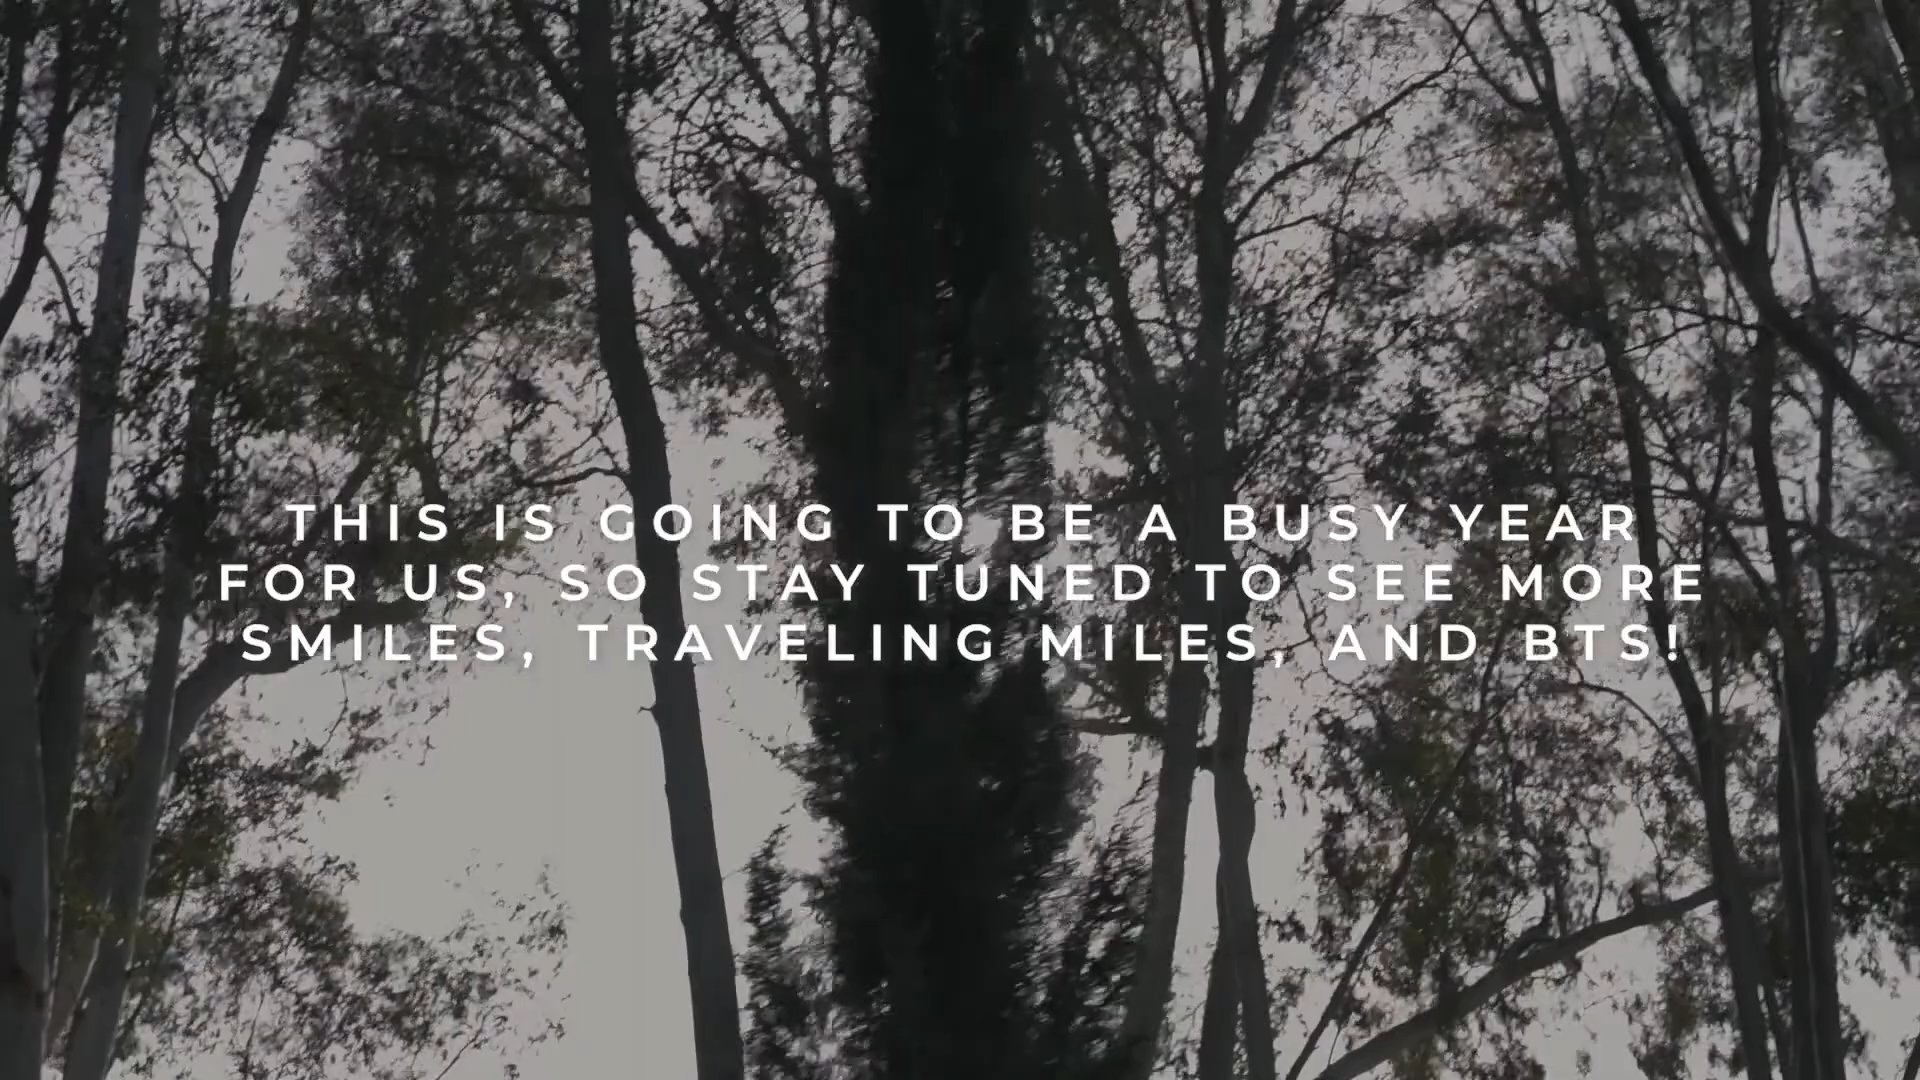 THIS IS GOING TO BE A BUSY YEAR
FOR US, SO STAY TUNED TO SEE MORE
SMILES, TRAVELING MILES, AND BTS!